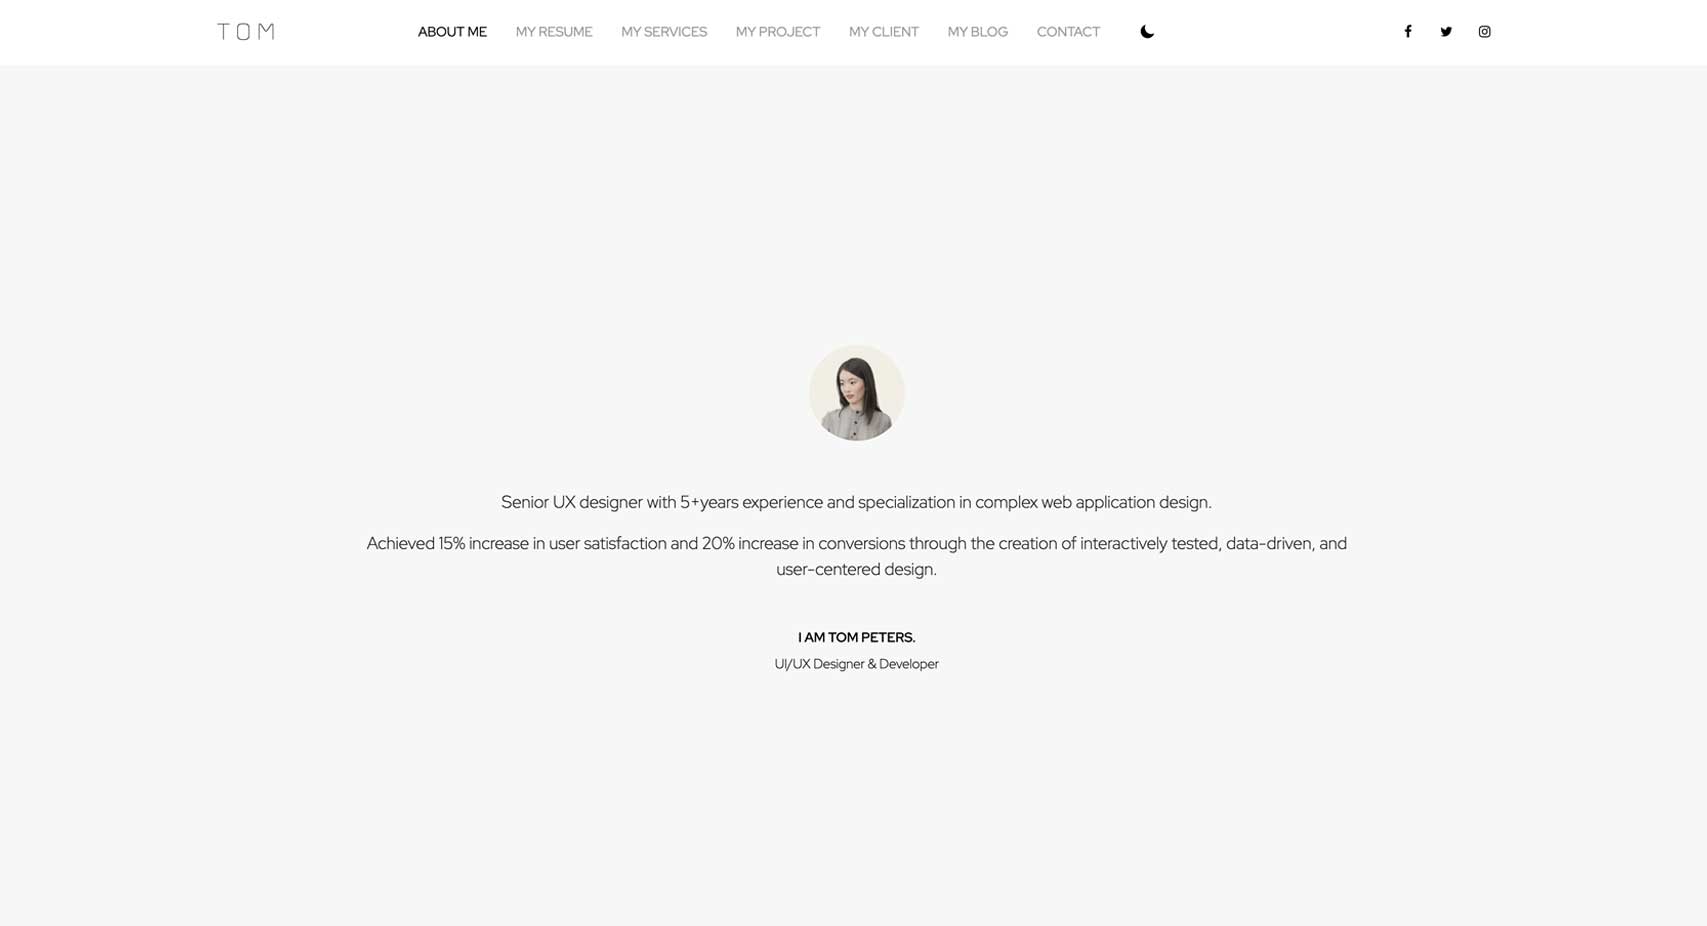 TOM
ABOUT ME MY RESUME MY SERVICES MY PROJECT MY CLIENT MY BLOG CONTACT
Senior UX designer with 5+years experience and specialization in complex web application design.
Achieved 15% increase in user satisfaction and 20% increase in conversions through the creation of interactively tested, data-driven, and
user-centered design.
I AM TOM PETERS.
UI/UX Designer & Developer